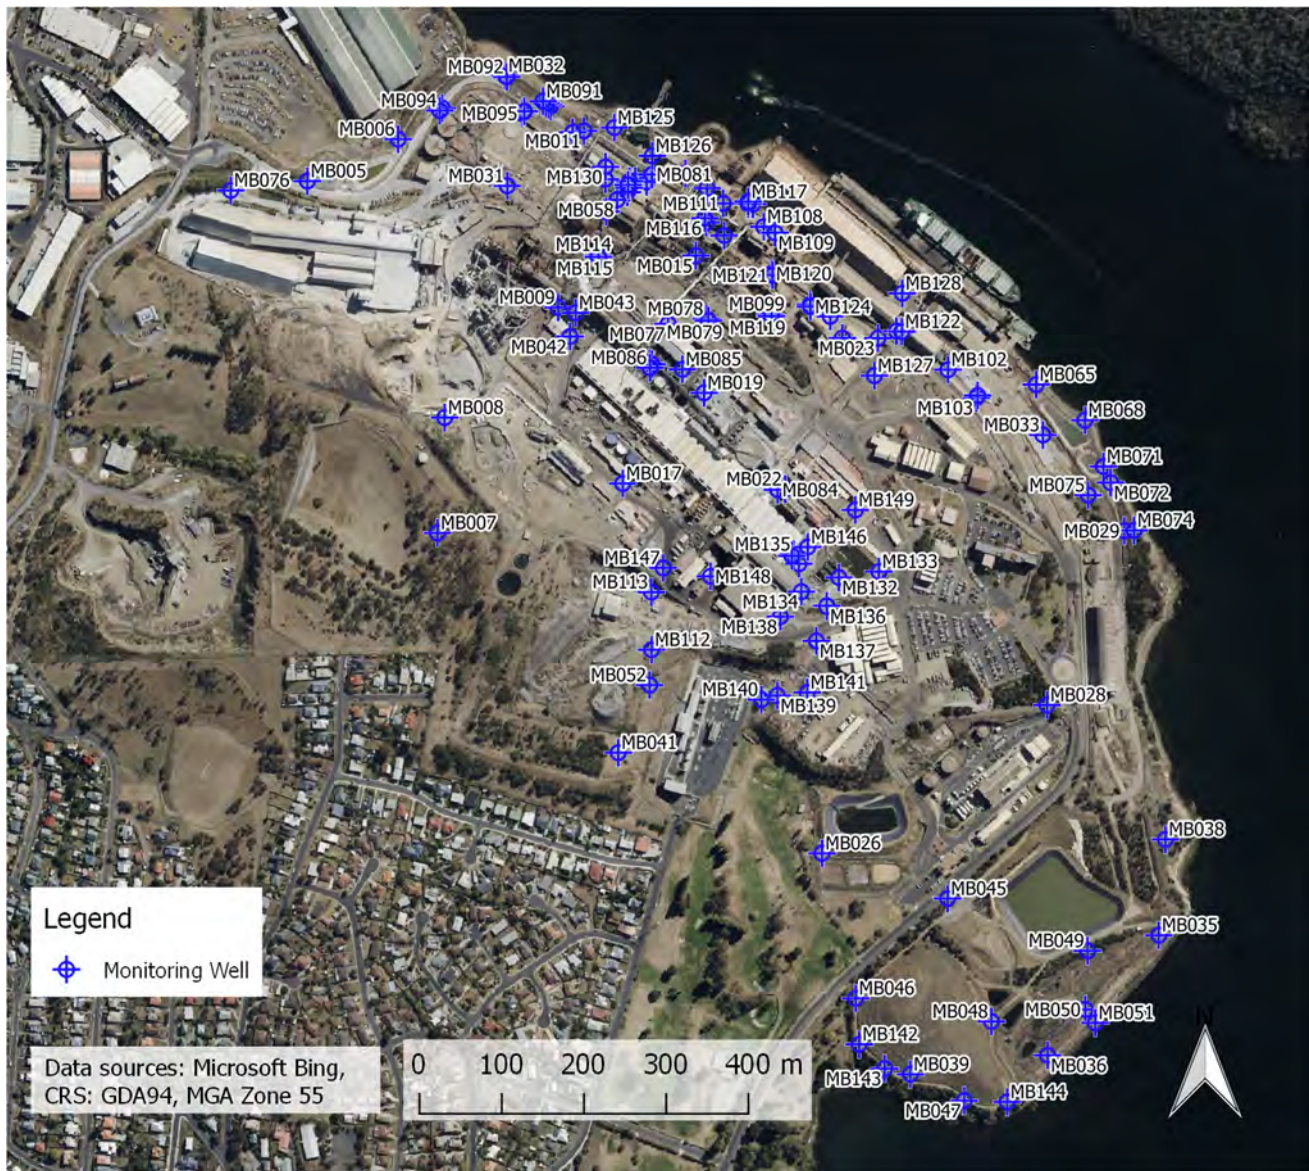 MB092 MB032
MB091
MB094
MB095
MB125
MB006
MB011
MB126
MB005
MB076
MB031
MB130
MB081
MB117
MB111
MB058
MB108
MB116
MB109
MB114
MB115
MB015
MB121 MB120
MB128
MB009 MB043
MB078
MB099
MB124
MB077 MB079 MB119
MB122
MB042
MB023
MB086 MB085
MB127
MB102
MB065
MB019
MB103
MB008
MB068
MB033
MB071
MB017
MB022 MB084
MB075
MB072
MB149
MB007
MB029 MB074
MB135 MB146
MB147
MB133
MB113 MB148
MB132
MB134
MB136
MB138
MB112
MB137
MB052
MB140 MB141
MB139
MB028
MB041
MB038
MB026
MB045
Legend
MB035
MB049
Monitoring Well
MB046
MB048
MB050 MB051
N
MB142
MB036
MB143 MB039
MB047 MB144
0 100 200 300 400 m
Data sources: Microsoft Bing,
CRS: GDA94, MGA Zone 55